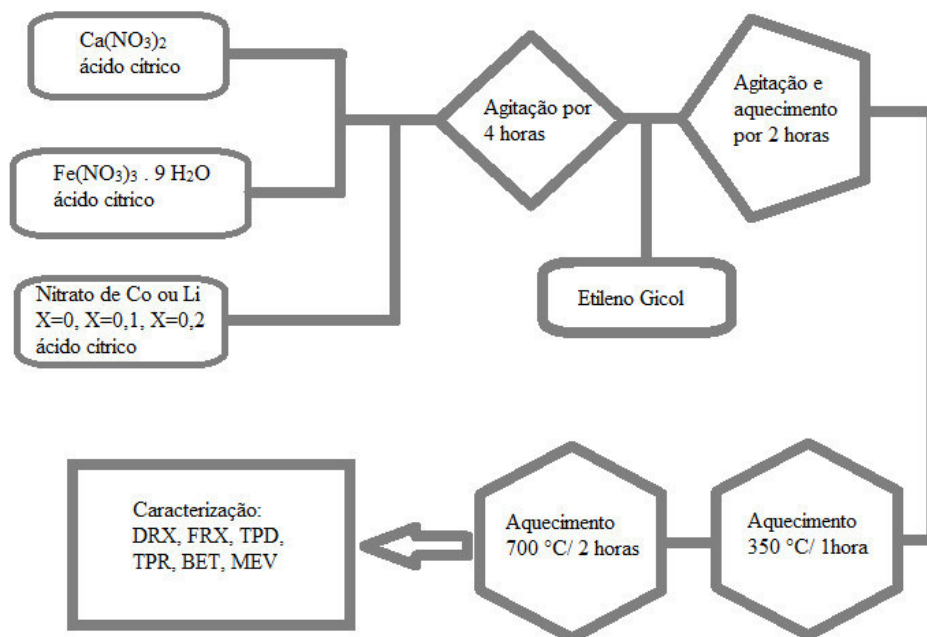 Ca(NO₃)₂
ácido cítrico
Fe(NO₃)₃ . 9 H₂O
ácido cítrico
Nitrato de Co ou Li
X=0, X=0,1, X=0,2
ácido cítrico
Agitação por
4 horas
Etileno Gicol
Agitação e
aquecimento
por 2 horas
Aquecimento
350 °C/ 1hora
Aquecimento
700 °C/ 2 horas
Caracterização:
DRX, FRX, TPD,
TPR, BET, MEV